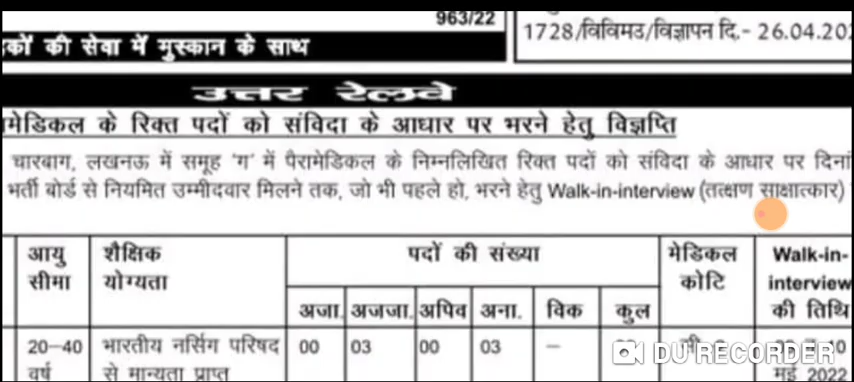 963/22
1728/विविमउ/विज्ञापन दि.- 26.04.202
दकों की सेवा में मुस्कान के साथ
उत्तर रेलवे
ामेडिकल के रिक्त पदों को संविदा के आधार पर भरने हेतु विज्ञप्ति
चारबाग, लखनऊ में समूह 'ग' में पैरामेडिकल के निम्नलिखित रिक्त पदों को संविदा के आधार पर दिनां
भर्ती बोर्ड से नियमित उम्मीदवार मिलने तक, जो भी पहले हो, भरने हेतु Walk-in-interview (तत्क्षण साक्षात्कार)
आयु सीमा शैक्षिक योग्यता पदों की संख्या मेडिकल कोटि Walk-in-interview की तिथि
अजा. अजजा. अपिव अना. विक कुल
20–40 वर्ष भारतीय नर्सिंग परिषद से मान्यता प्राप्त 00 03 00 03 – मई 2022
DU RECORDER